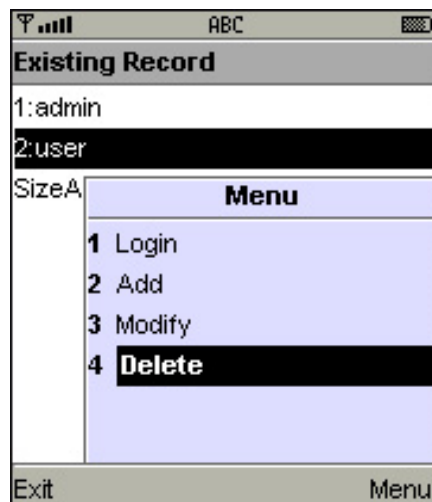 ABC
Existing Record
1:admin
2:user
SizeA
Menu
1 Login
2 Add
3 Modify
4 Delete
Exit Menu